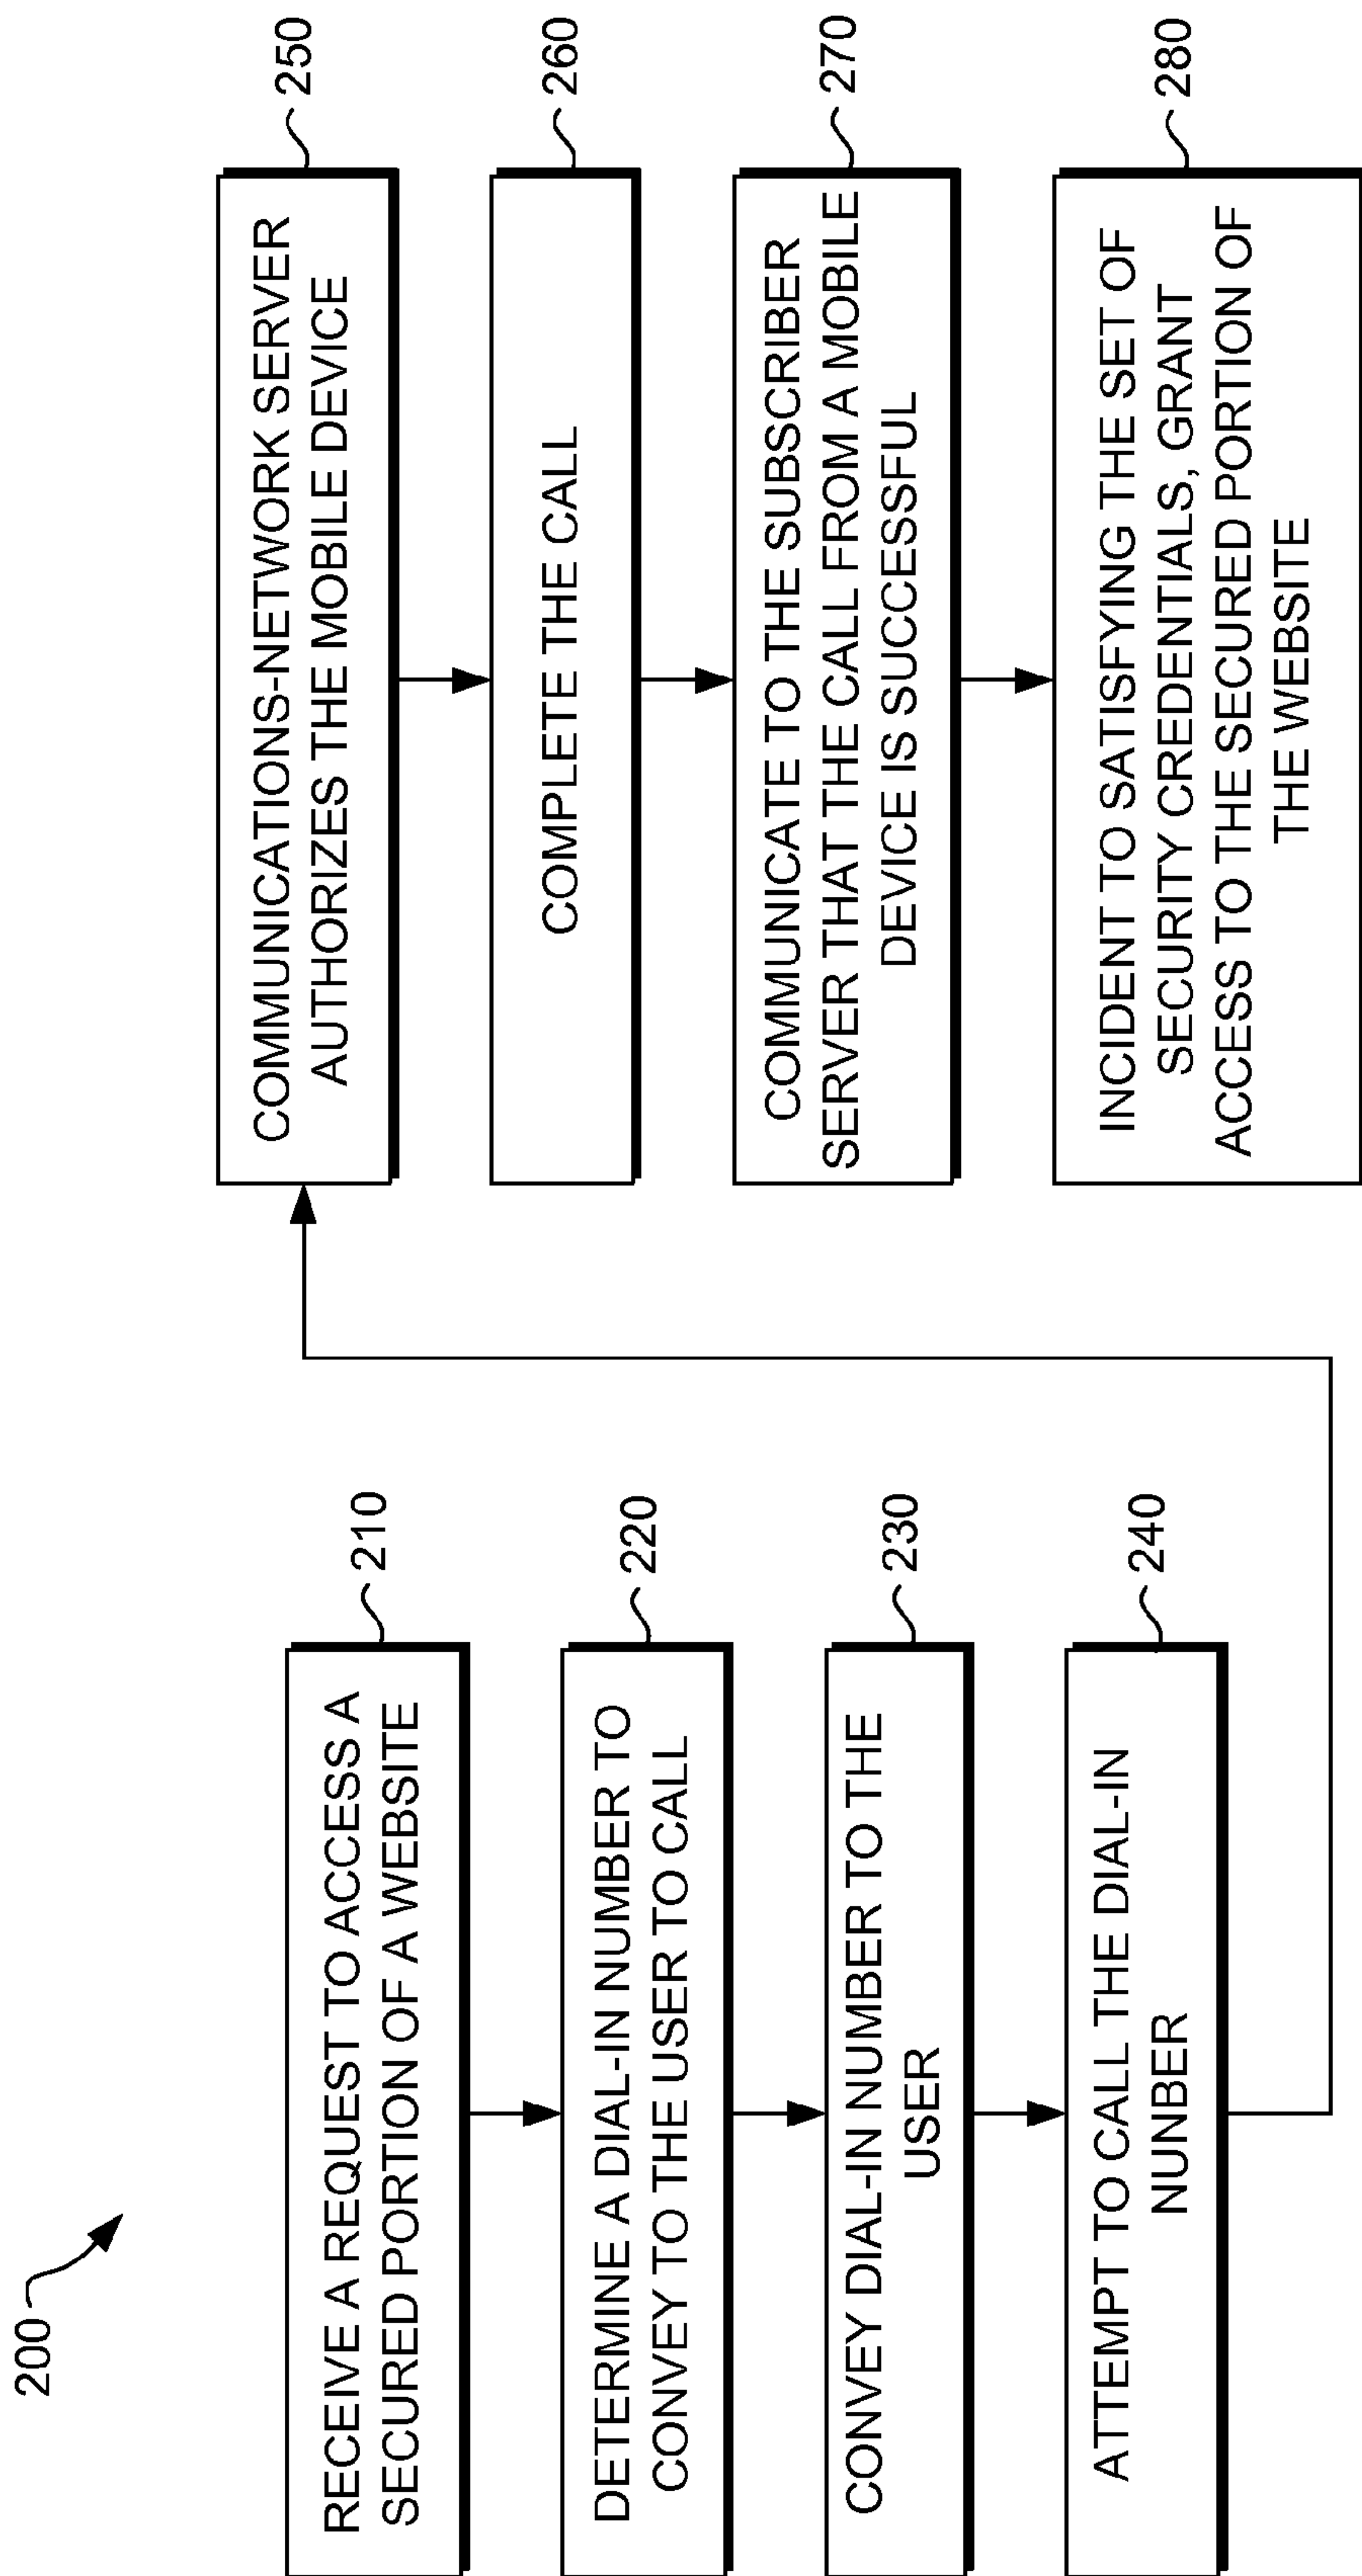 200
RECEIVE A REQUEST TO ACCESS A
SECURED PORTION OF A WEBSITE
210
DETERMINE A DIAL-IN NUMBER TO
CONVEY TO THE USER TO CALL
220
CONVEY DIAL-IN NUMBER TO THE
USER
230
ATTEMPT TO CALL THE DIAL-IN
NUNBER
240
COMMUNICATIONS-NETWORK SERVER
AUTHORIZES THE MOBILE DEVICE
250
COMPLETE THE CALL
260
COMMUNICATE TO THE SUBSCRIBER
SERVER THAT THE CALL FROM A MOBILE
DEVICE IS SUCCESSFUL
270
INCIDENT TO SATISFYING THE SET OF
SECURITY CREDENTIALS, GRANT
ACCESS TO THE SECURED PORTION OF
THE WEBSITE
280